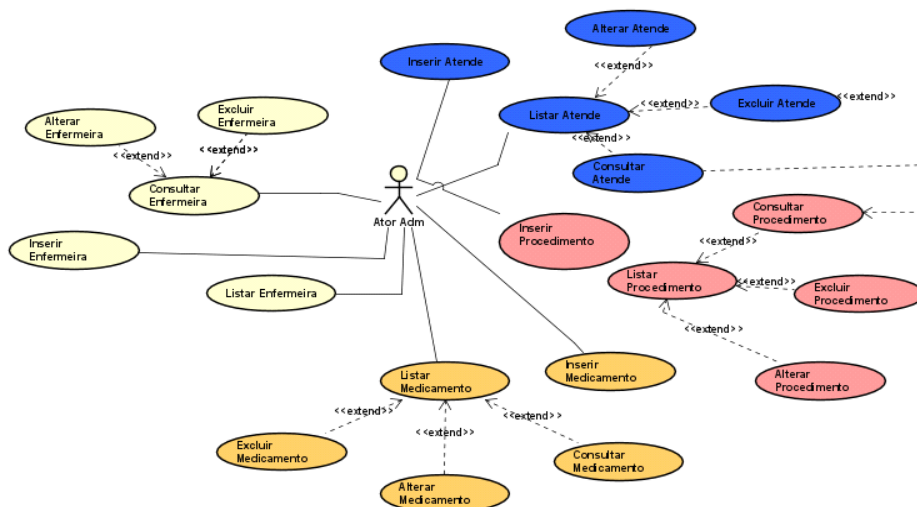 Alterar Atende
Inserir Atende
<<extend>>
Excluir
Enfermeira
Alterar
Enfermeira
<<extend>>
<<extend>>
Listar Atende
<<extend>>
Excluir Atende
<<extend>>
<<extend>>
Consultar
Enfermeira
Consultar
Atende
Ator Adm
Consultar
Procedimento
Inserir
Procedimento
<<extend>>
Inserir
Enfermeira
Listar
Procedimento
<<extend>>
Excluir
Procedimento
Listar Enfermeira
<<extend>>
Listar
Medicamento
Inserir
Medicamento
Alterar
Procedimento
<<extend>>
<<extend>>
<<extend>>
Excluir
Medicamento
Consultar
Medicamento
Alterar
Medicamento